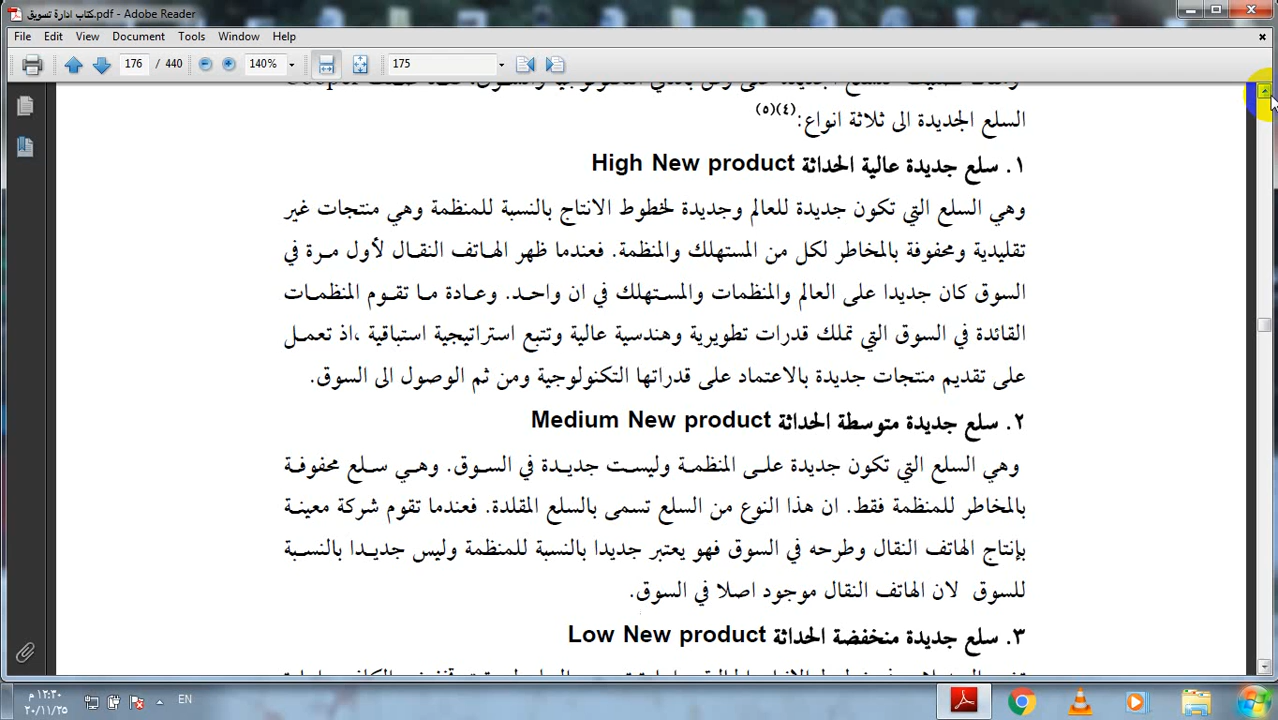 كتاب ادارة تسويق.pdf - Adobe Reader
File Edit View Document Tools Window Help
176 / 440 140% 175
السلع الجديدة الى ثلاثة انواع:(٤)(٥)
١. سلع جديدة عالية الحداثة High New product
وهي السلع التي تكون جديدة للعالم وجديدة لخطوط الانتاج بالنسبة للمنظمة وهي منتجات غير
تقليدية ومحفوفة بالمخاطر لكل من المستهلك والمنظمة. فعندما ظهر الهاتف النقال لأول مرة في
السوق كان جديدا على العالم والمنظمات والمستهلك في ان واحد. وعادة ما تقوم المنظمات
القائدة في السوق التي تملك قدرات تطويرية وهندسية عالية وتتبع استراتيجية استباقية ،اذ تعمل
على تقديم منتجات جديدة بالاعتماد على قدراتها التكنولوجية ومن ثم الوصول الى السوق.
٢. سلع جديدة متوسطة الحداثة Medium New product
وهي السلع التي تكون جديدة على المنظمة وليست جديدة في السوق. وهي سلع محفوفة
بالمخاطر للمنظمة فقط. ان هذا النوع من السلع تسمى بالسلع المقلدة. فعندما تقوم شركة معينة
بإنتاج الهاتف النقال وطرحه في السوق فهو يعتبر جديدا بالنسبة للمنظمة وليس جديدا بالنسبة
للسوق لان الهاتف النقال موجود اصلا في السوق.
٣. سلع جديدة منخفضة الحداثة Low New product
EN
١٢:٣٠ م
٢٠/١١/٢٥